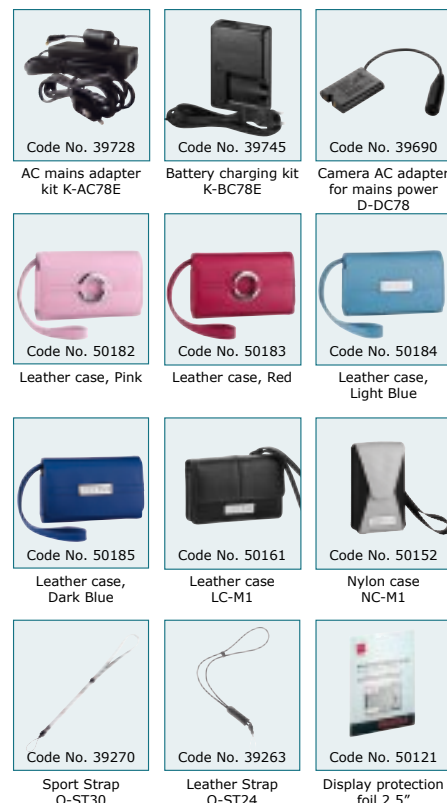 Code No. 39728
AC mains adapter
kit K-AC78E
Code No. 39745
Battery charging kit
K-BC78E
Code No. 39690
Camera AC adapter
for mains power
D-DC78
Code No. 50182
Leather case, Pink
Code No. 50183
Leather case, Red
Code No. 50184
Leather case,
Light Blue
Code No. 50185
Leather case,
Dark Blue
Code No. 50161
Leather case
LC-M1
Code No. 50152
Nylon case
NC-M1
Code No. 39270
Sport Strap
O-ST30
Code No. 39263
Leather Strap
O-ST24
Code No. 50121
Display protection
foil 2,5”